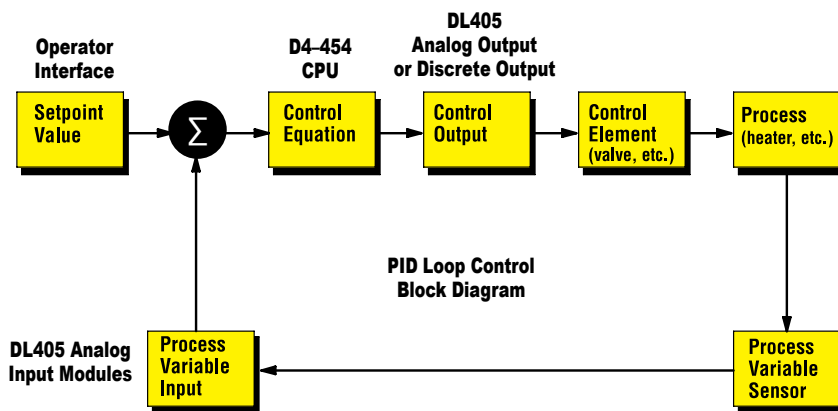 Operator
Interface
D4–454
CPU
DL405
Analog Output
or Discrete Output
Setpoint
Value
Σ
Control
Equation
Control
Output
Control
Element
(valve, etc.)
Process
(heater, etc.)
PID Loop Control
Block Diagram
DL405 Analog
Input Modules
Process
Variable
Input
Process
Variable
Sensor